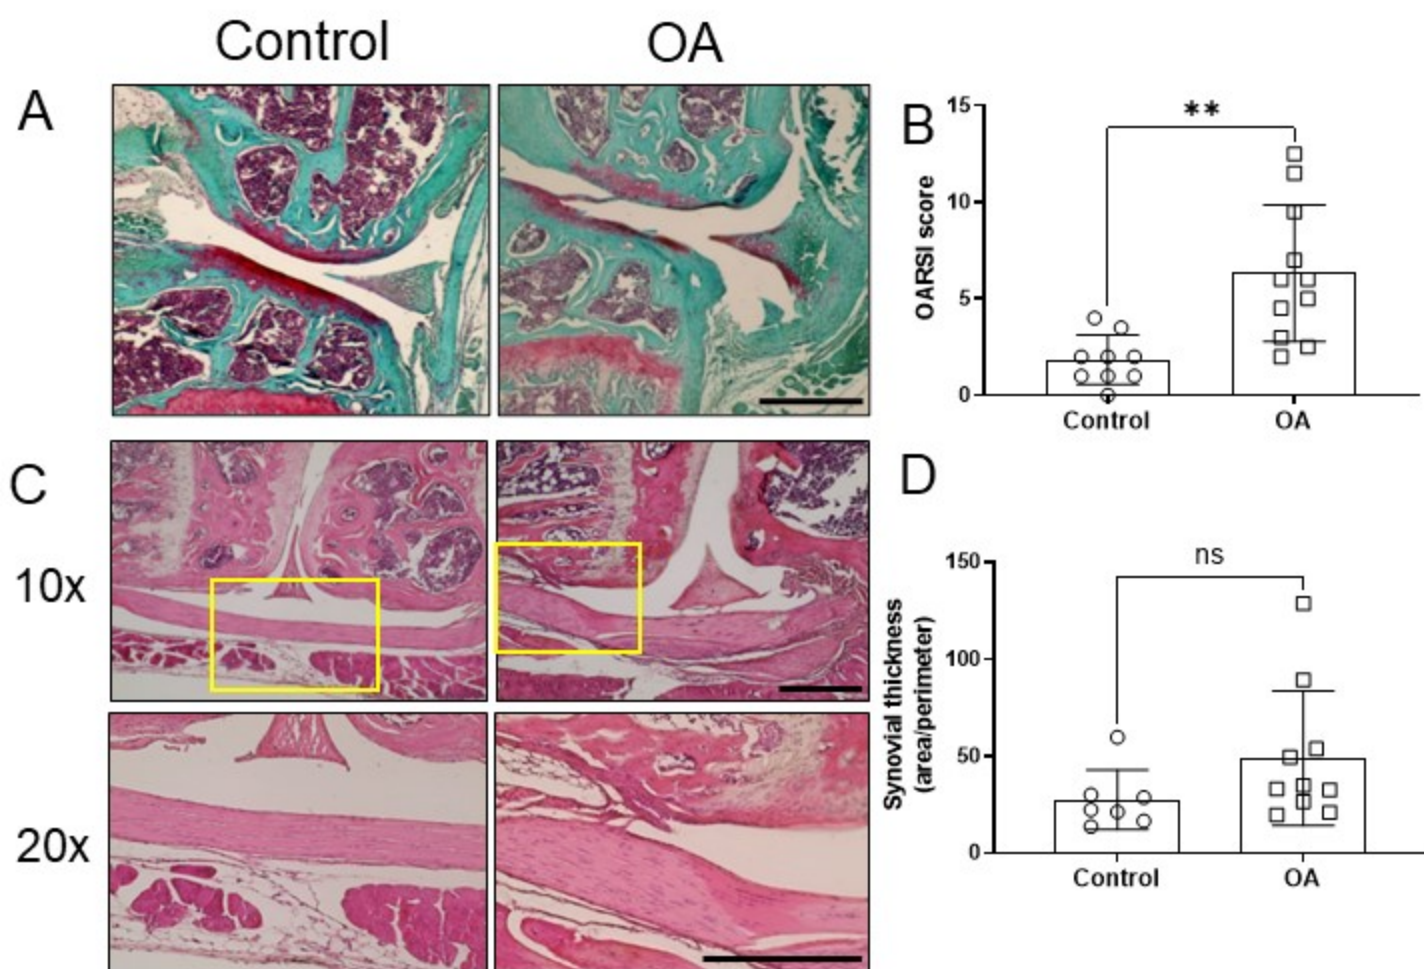 Control OA
A
B
OARSI score
15
10
5
0
**
Control OA
C
10x
20x
D
Synovial thickness
(area/perimeter)
150
100
50
0
ns
Control OA